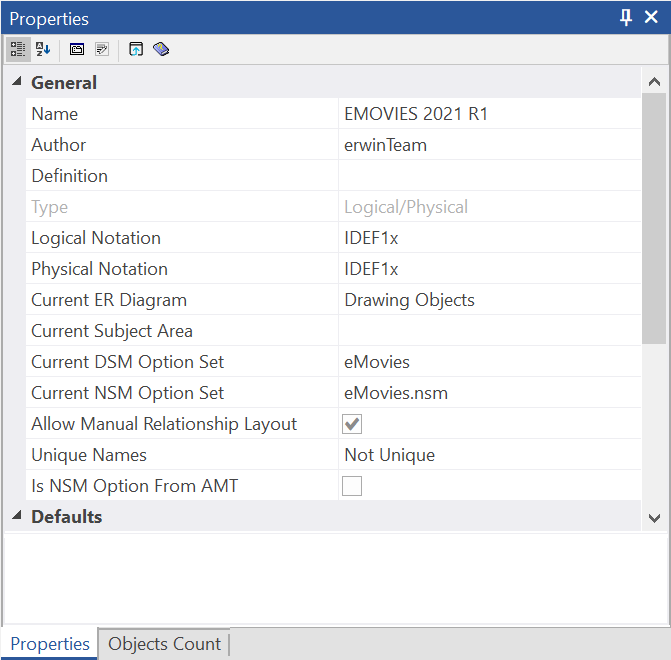 Properties
General
Name EMOVIES 2021 R1
Author erwinTeam
Definition
Type Logical/Physical
Logical Notation IDEF1x
Physical Notation IDEF1x
Current ER Diagram Drawing Objects
Current Subject Area
Current DSM Option Set eMovies
Current NSM Option Set eMovies.nsm
Allow Manual Relationship Layout
Unique Names Not Unique
Is NSM Option From AMT
Defaults
Properties Objects Count